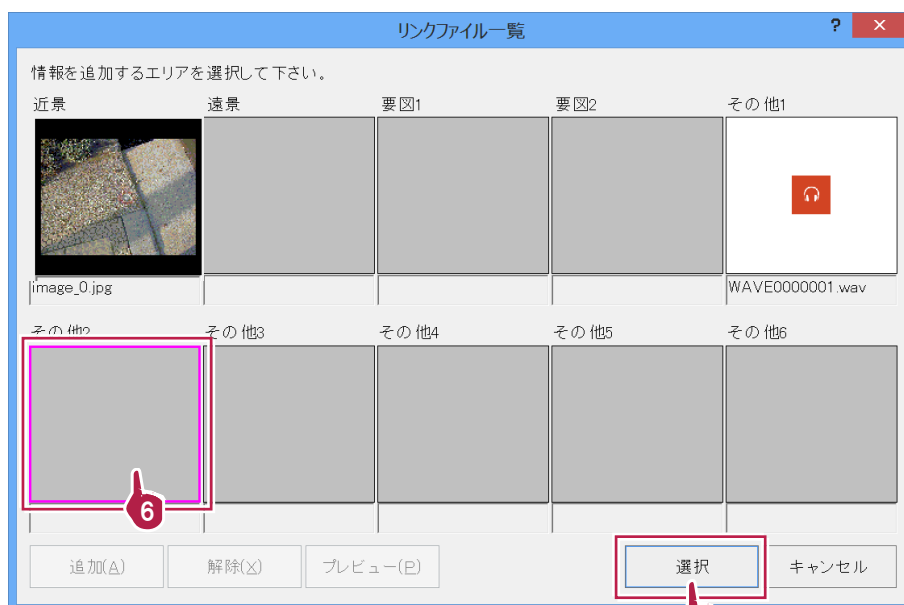 リンクファイル一覧
?
×
情報を追加するエリアを選択して下さい。
近景 遠景 要図1 要図2 その他1
image_0.jpg WAVE0000001.wav
その他2 その他3 その他4 その他5 その他6
6
追加(A) 解除(X) プレビュー(P) 選択 キャンセル